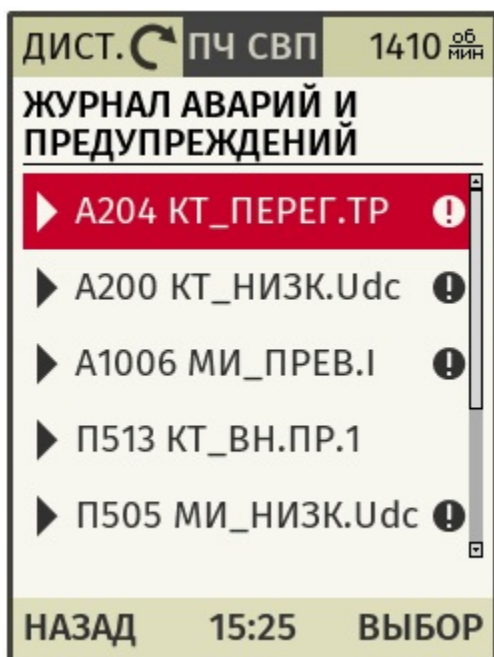 ДИСТ. ПЧ СВП 1410 об/мин
ЖУРНАЛ АВАРИЙ И
ПРЕДУПРЕЖДЕНИЙ
А204 КТ_ПЕРЕГ.ТР
А200 КТ_НИЗК.Udc
А1006 МИ_ПРЕВ.I
П513 КТ_ВН.ПР.1
П505 МИ_НИЗК.Udc
НАЗАД 15:25 ВЫБОР